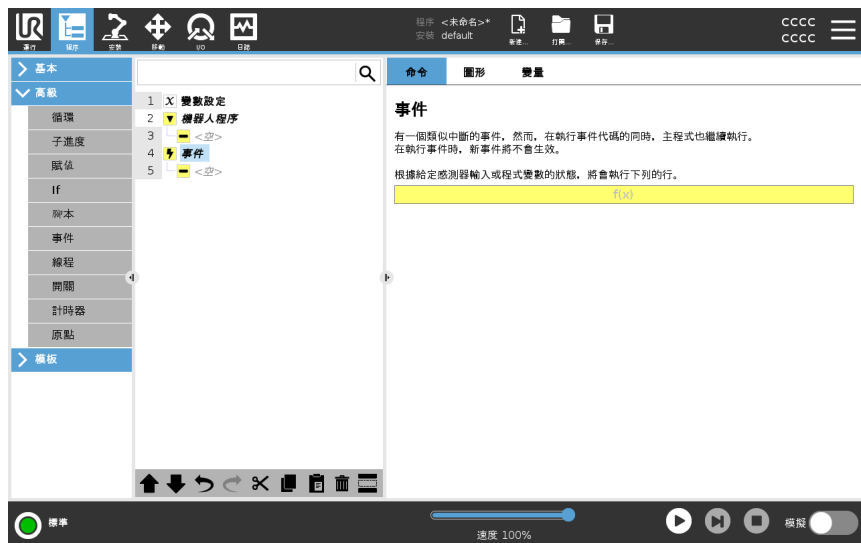 UR
運行
程序
安裝
移動
I/O
日誌
程序 <未命名>*
安裝 default
新建...
打開...
保存...
CCCC
CCCC
基本
高級
循環
子進度
賦值
If
腳本
事件
線程
開關
計時器
原點
模板
1 X 變數設定
2 機器人程序
3 <空>
4 事件
5 <空>
命令
圖形
變量
事件
有一個類似中斷的事件，然而，在執行事件代碼的同時，主程式也繼續執行。
在執行事件時，新事件將不會生效。
根據給定感測器輸入或程式變數的狀態，將會執行下列的行。
f(x)
標準
速度 100%
模擬